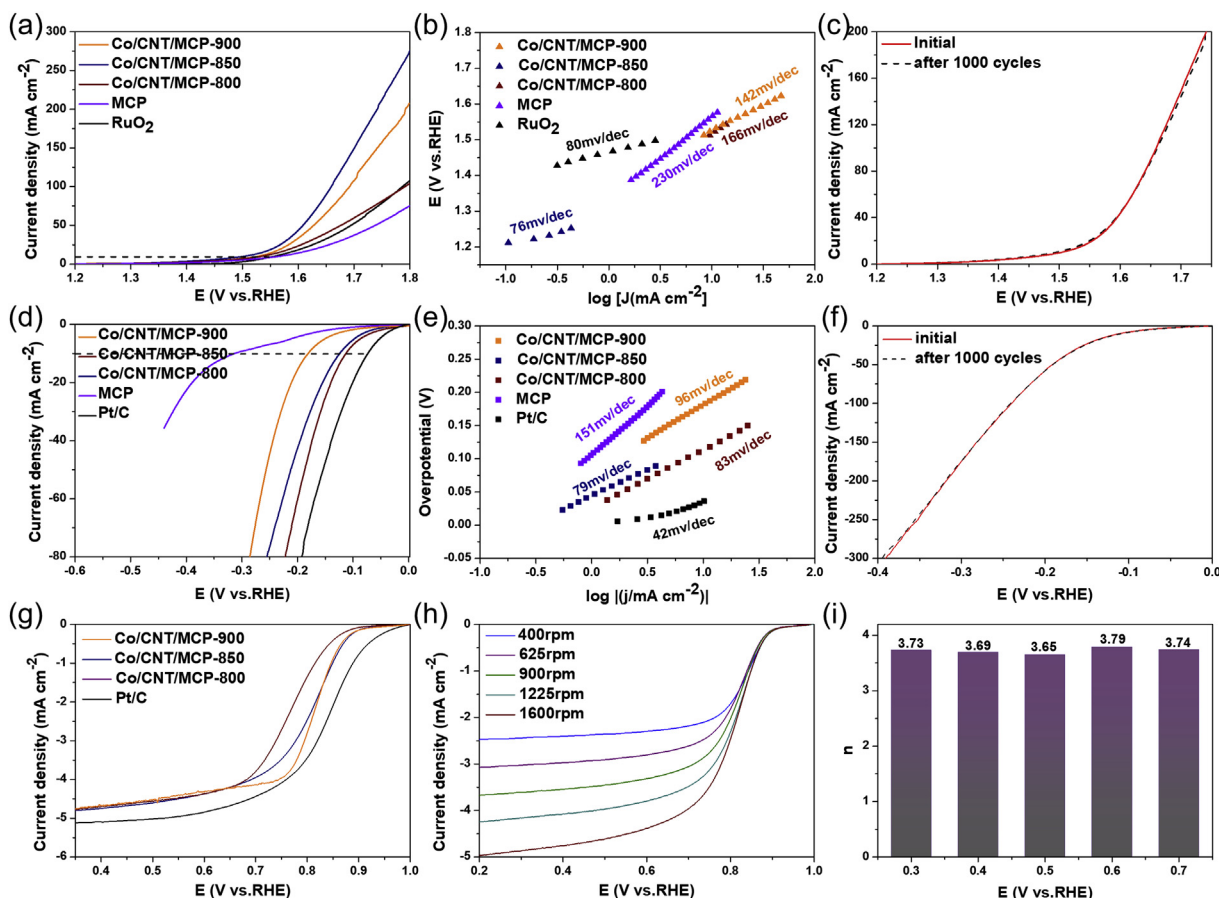 (a)
300
250
200
150
100
50
0
Current density (mA cm⁻²)
Co/CNT/MCP-900
Co/CNT/MCP-850
Co/CNT/MCP-800
MCP
RuO₂
1.2 1.3 1.4 1.5 1.6 1.7 1.8
E (V vs.RHE)
(b)
1.8
1.7
1.6
1.5
1.4
1.3
1.2
E (V vs.RHE)
Co/CNT/MCP-900
Co/CNT/MCP-850
Co/CNT/MCP-800
MCP
RuO₂
142mv/dec
166mv/dec
80mv/dec
230mv/dec
76mv/dec
-1.0 -0.5 0.0 0.5 1.0 1.5 2.0
log [J(mA cm⁻²]
(c)
200
160
120
80
40
0
Current density (mA cm⁻²)
Initial
after 1000 cycles
1.2 1.3 1.4 1.5 1.6 1.7
E (V vs.RHE)
(d)
0
-20
-40
-60
-80
Current density (mA cm⁻²)
Co/CNT/MCP-900
Co/CNT/MCP-850
Co/CNT/MCP-800
MCP
Pt/C
-0.6 -0.5 -0.4 -0.3 -0.2 -0.1 0.0
E (V vs.RHE)
(e)
0.30
0.25
0.20
0.15
0.10
0.05
0.00
-0.05
Overpotential (V)
Co/CNT/MCP-900
Co/CNT/MCP-850
Co/CNT/MCP-800
MCP
Pt/C
151mv/dec
96mv/dec
79mv/dec
83mv/dec
42mv/dec
-1.0 -0.5 0.0 0.5 1.0 1.5 2.0
log |(j/mA cm⁻²)|
(f)
0
-50
-100
-150
-200
-250
-300
Current density (mA cm⁻²)
initial
after 1000 cycles
-0.4 -0.3 -0.2 -0.1 0.0
E (V vs.RHE)
(g)
0
-1
-2
-3
-4
-5
-6
Current density (mA cm⁻²)
Co/CNT/MCP-900
Co/CNT/MCP-850
Co/CNT/MCP-800
Pt/C
0.4 0.5 0.6 0.7 0.8 0.9 1.0
E (V vs.RHE)
(h)
0
-1
-2
-3
-4
-5
Current density (mA cm⁻²)
400rpm
625rpm
900rpm
1225rpm
1600rpm
0.2 0.4 0.6 0.8 1.0
E (V vs.RHE)
(i)
4
3
2
1
0
n
3.73 3.69 3.65 3.79 3.74
0.3 0.4 0.5 0.6 0.7
E (V vs.RHE)